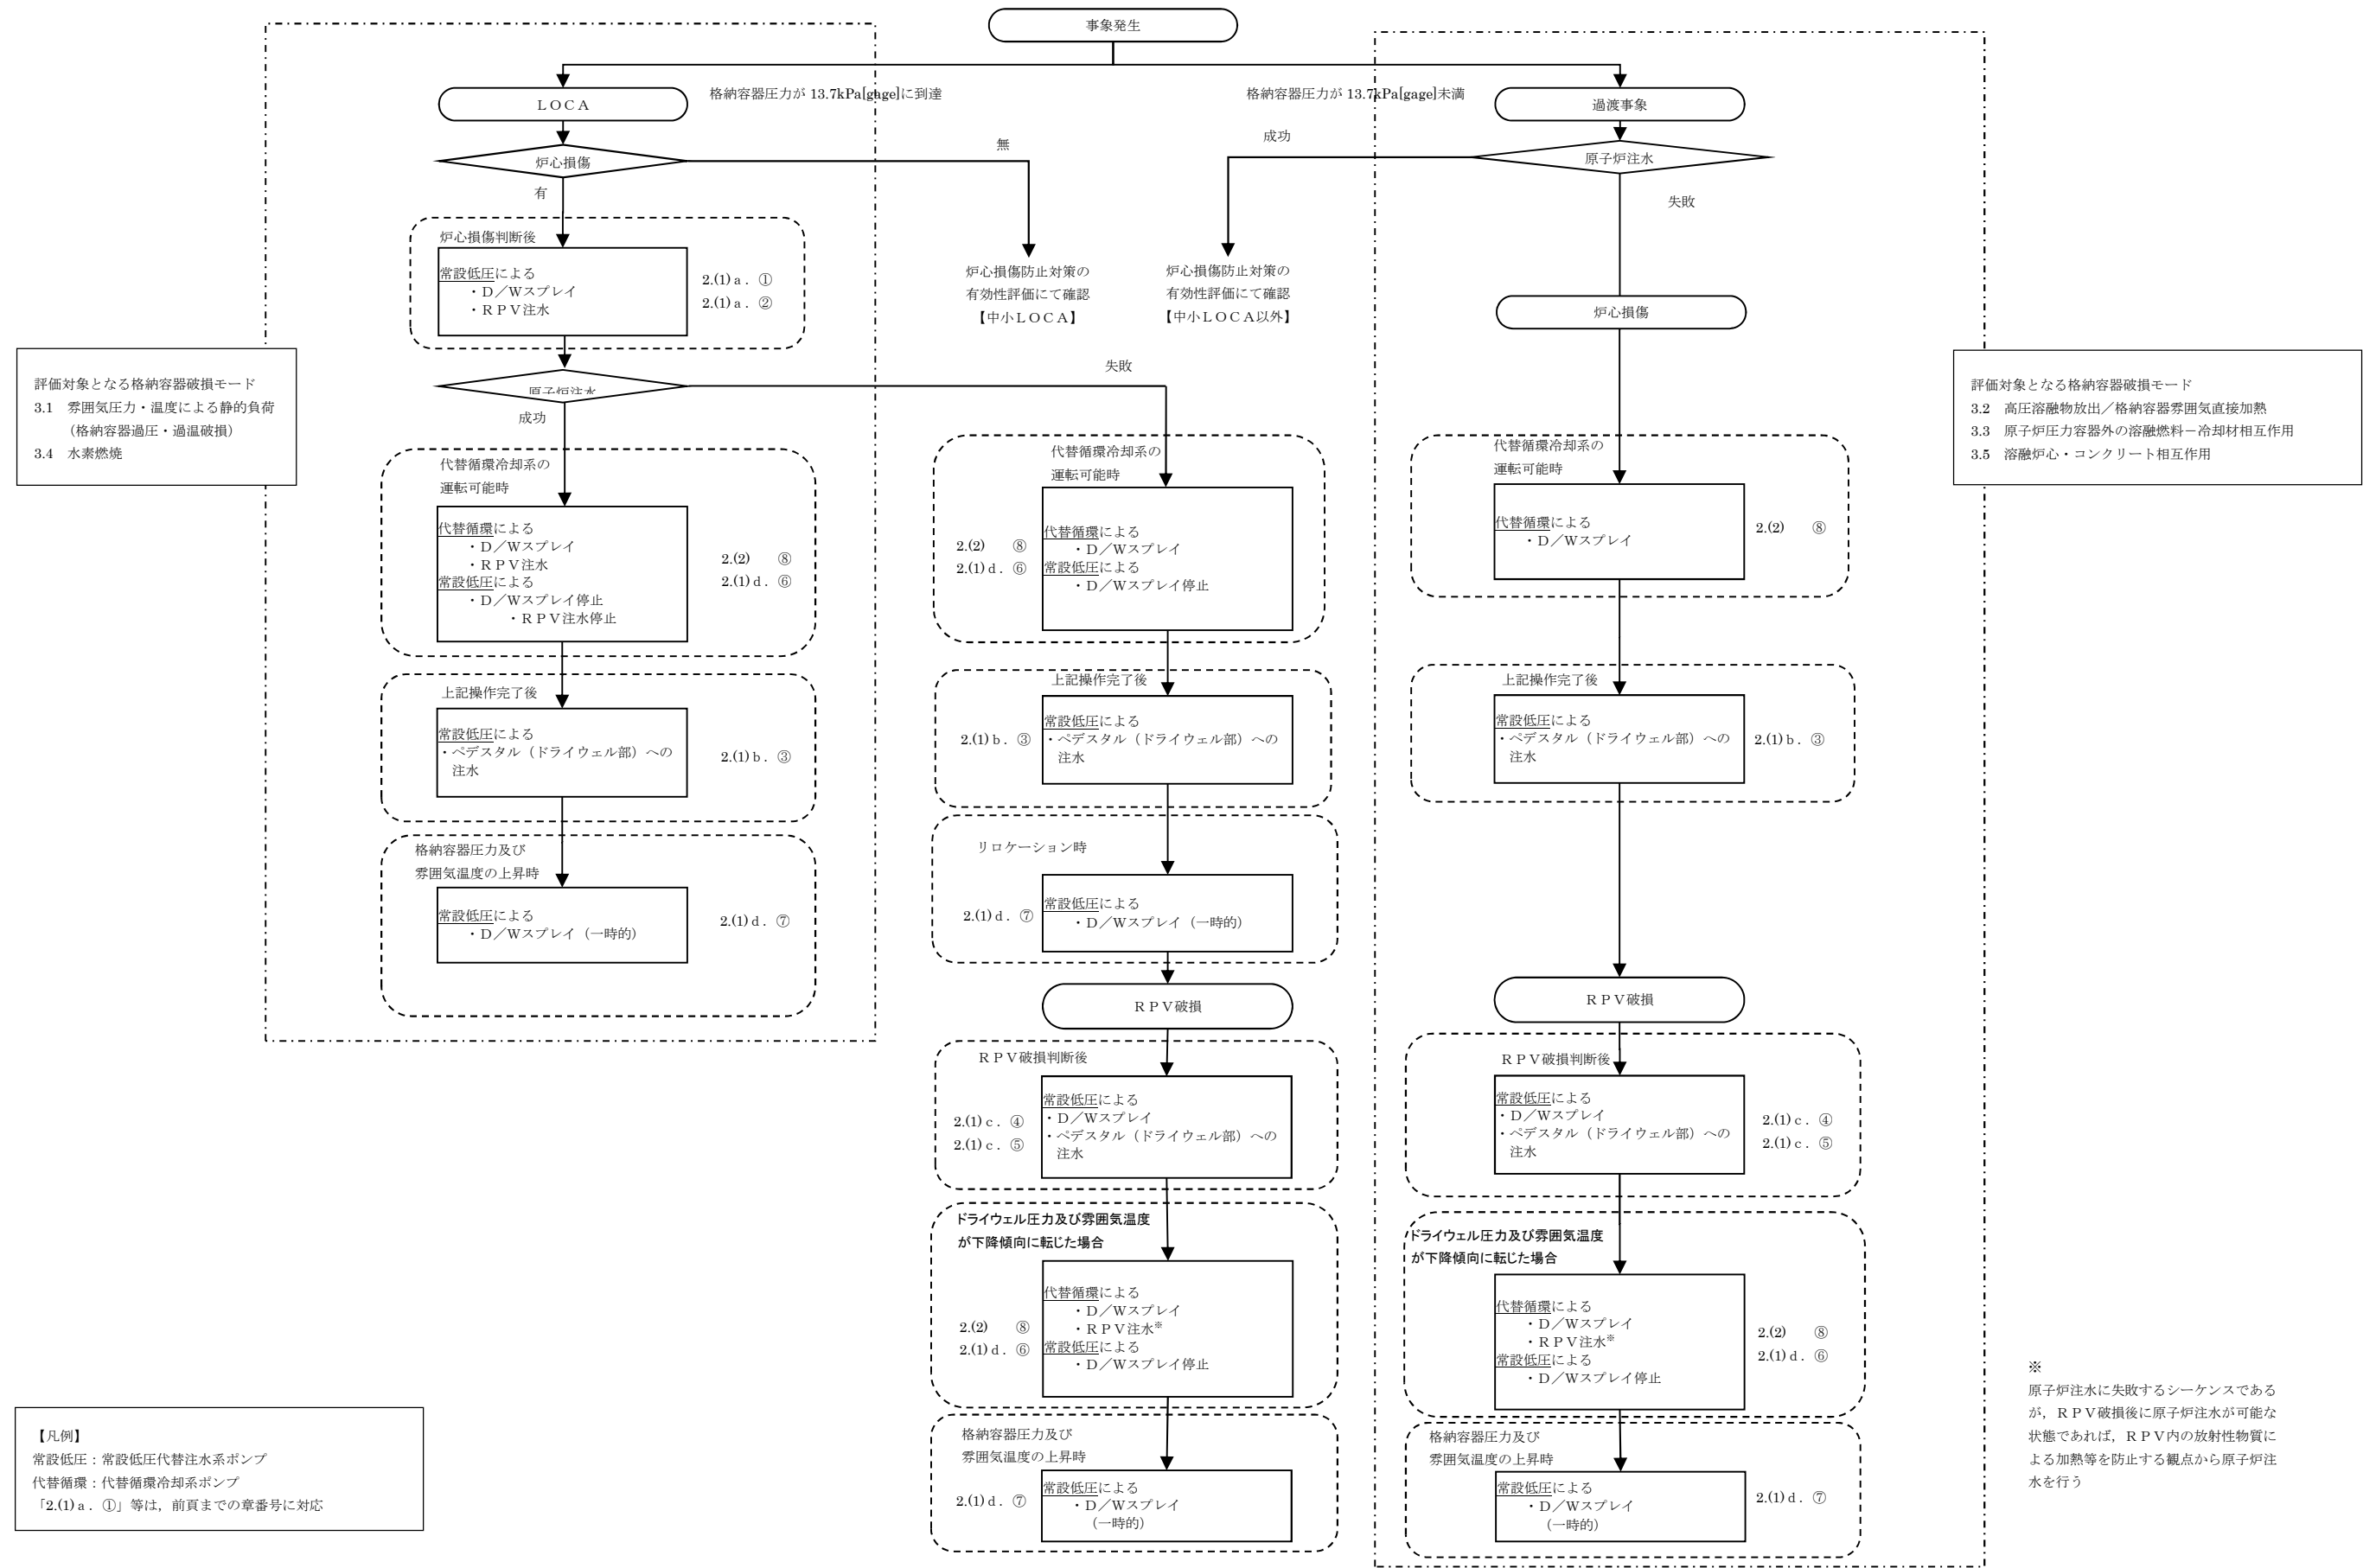 事象発生
格納容器圧力が 13.7kPa[gage]に到達
格納容器圧力が 13.7kPa[gage]未満
ＬＯＣＡ
炉心損傷
無
有
炉心損傷防止対策の
有効性評価にて確認
【中小ＬＯＣＡ】
過渡事象
原子炉注水
成功
失敗
炉心損傷防止対策の
有効性評価にて確認
【中小ＬＯＣＡ以外】
炉心損傷
炉心損傷判断後
常設低圧による
・Ｄ／Wスプレイ
・ＲＰＶ注水
2.(1)ａ．①
2.(1)ａ．②
原子炉注水
失敗
成功
評価対象となる格納容器破損モード
3.1　雰囲気圧力・温度による静的負荷
（格納容器過圧・過温破損）
3.4　水素燃焼
代替循環冷却系の
運転可能時
代替循環による
・Ｄ／Wスプレイ
・ＲＰＶ注水
常設低圧による
・Ｄ／Wスプレイ停止
・ＲＰＶ注水停止
2.(2)　　⑧
2.(1)ｄ．⑥
上記操作完了後
常設低圧による
・ペデスタル（ドライウェル部）への
注水
2.(1)ｂ．③
格納容器圧力及び
雰囲気温度の上昇時
常設低圧による
・Ｄ／Wスプレイ（一時的）
2.(1)ｄ．⑦
代替循環冷却系の
運転可能時
2.(2)　　⑧
2.(1)ｄ．⑥
代替循環による
・Ｄ／Wスプレイ
常設低圧による
・Ｄ／Wスプレイ停止
上記操作完了後
2.(1)ｂ．③
常設低圧による
・ペデスタル（ドライウェル部）への
注水
リロケーション時
2.(1)ｄ．⑦
常設低圧による
・Ｄ／Wスプレイ（一時的）
ＲＰＶ破損
ＲＰＶ破損判断後
2.(1)ｃ．④
2.(1)ｃ．⑤
常設低圧による
・Ｄ／Wスプレイ
・ペデスタル（ドライウェル部）への
注水
ドライウェル圧力及び雰囲気温度
が下降傾向に転じた場合
2.(2)　　⑧
2.(1)ｄ．⑥
代替循環による
・Ｄ／Wスプレイ
・ＲＰＶ注水※
常設低圧による
・Ｄ／Wスプレイ停止
格納容器圧力及び
雰囲気温度の上昇時
2.(1)ｄ．⑦
常設低圧による
・Ｄ／Wスプレイ
（一時的）
評価対象となる格納容器破損モード
3.2　高圧溶融物放出／格納容器雰囲気直接加熱
3.3　原子炉圧力容器外の溶融燃料－冷却材相互作用
3.5　溶融炉心・コンクリート相互作用
代替循環冷却系の
運転可能時
代替循環による
・Ｄ／Wスプレイ
2.(2)　　⑧
上記操作完了後
常設低圧による
・ペデスタル（ドライウェル部）への
注水
2.(1)ｂ．③
ＲＰＶ破損
ＲＰＶ破損判断後
常設低圧による
・Ｄ／Wスプレイ
・ペデスタル（ドライウェル部）への
注水
2.(1)ｃ．④
2.(1)ｃ．⑤
ドライウェル圧力及び雰囲気温度
が下降傾向に転じた場合
代替循環による
・Ｄ／Wスプレイ
・ＲＰＶ注水※
常設低圧による
・Ｄ／Wスプレイ停止
2.(2)　　⑧
2.(1)ｄ．⑥
格納容器圧力及び
雰囲気温度の上昇時
常設低圧による
・Ｄ／Wスプレイ
（一時的）
2.(1)ｄ．⑦
※
原子炉注水に失敗するシーケンスである
が，ＲＰＶ破損後に原子炉注水が可能な
状態であれば，ＲＰＶ内の放射性物質に
よる加熱等を防止する観点から原子炉注
水を行う
【凡例】
常設低圧：常設低圧代替注水系ポンプ
代替循環：代替循環冷却系ポンプ
「2.(1)ａ．①」等は，前頁までの章番号に対応